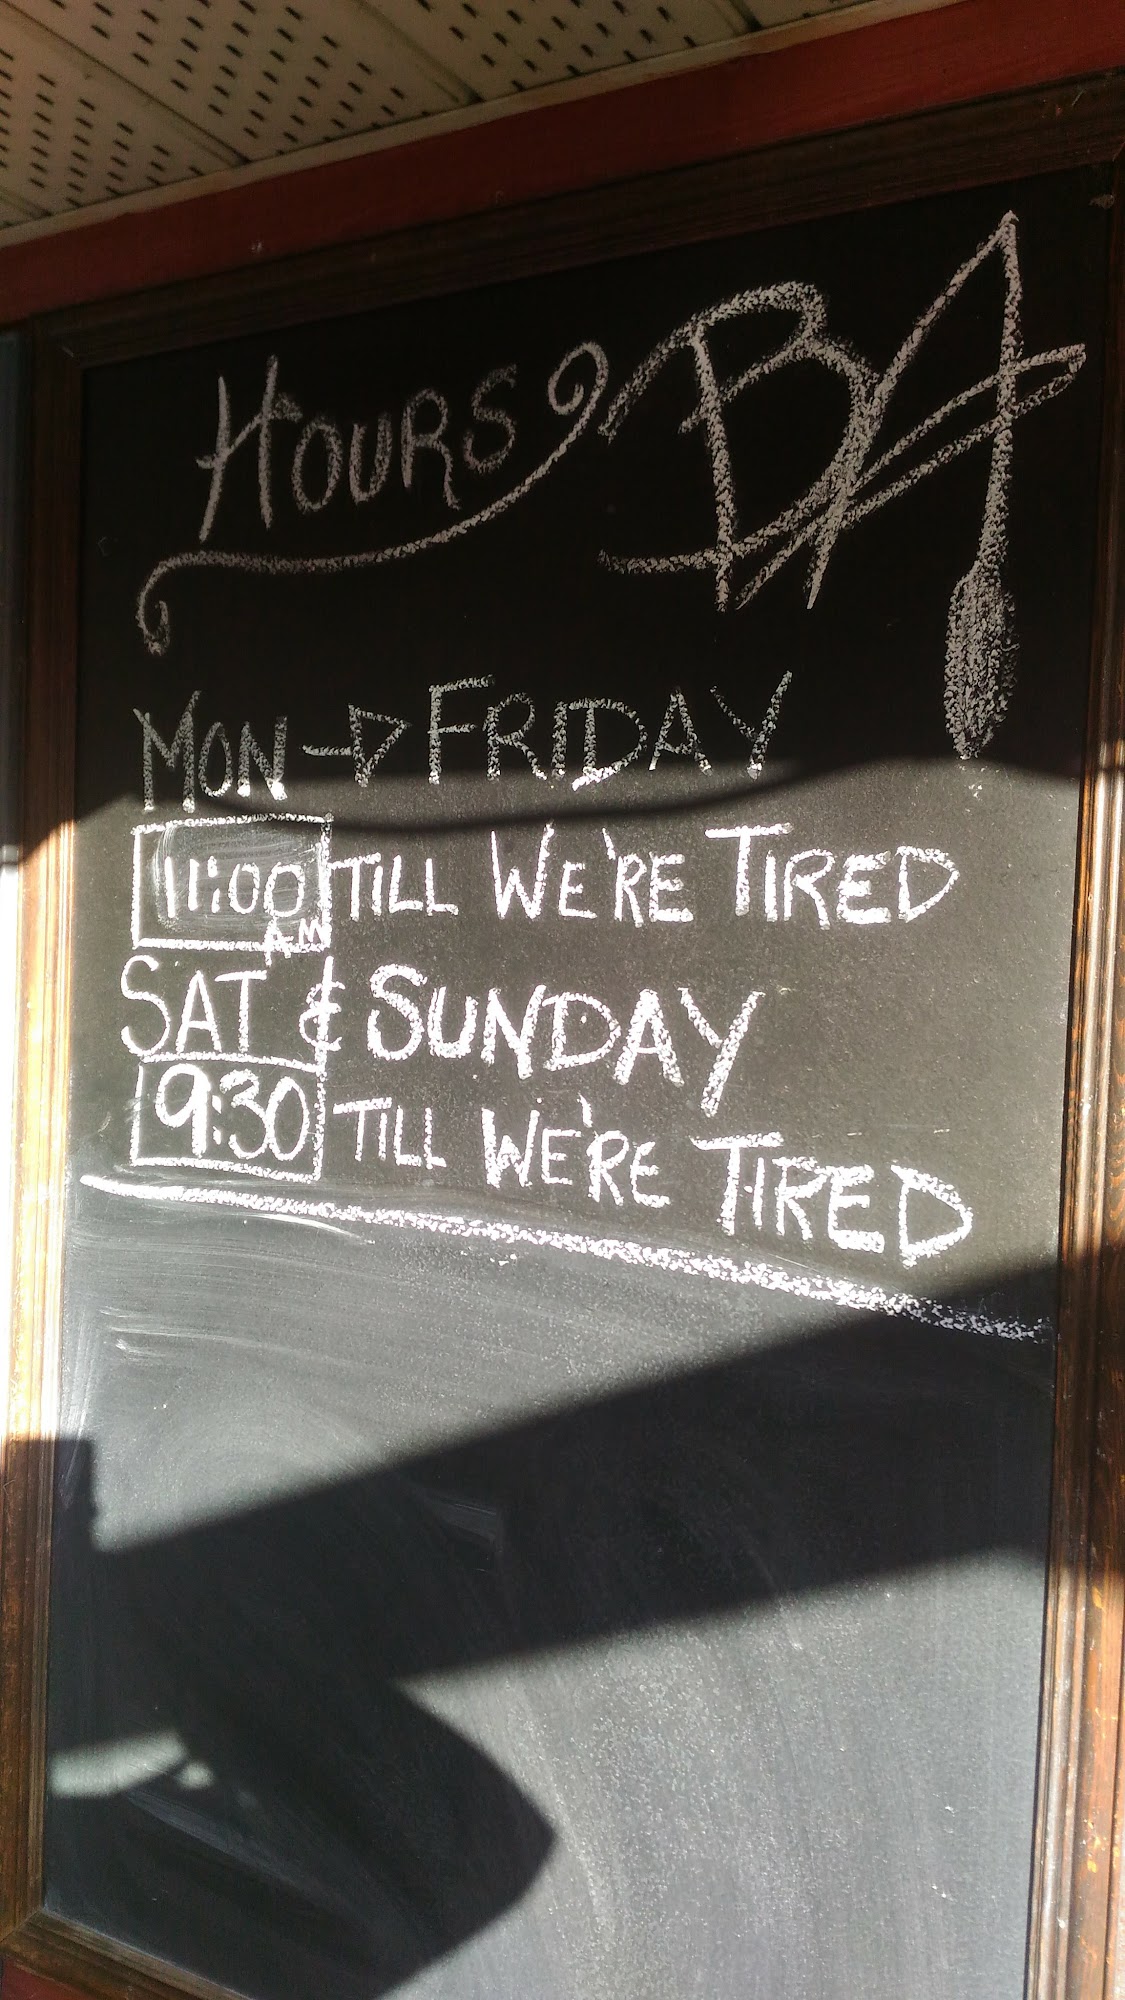 HOURS BA
MON → FRIDAY
11:00 AM TILL WE'RE TIRED
SAT & SUNDAY
9:30 TILL WE'RE TIRED